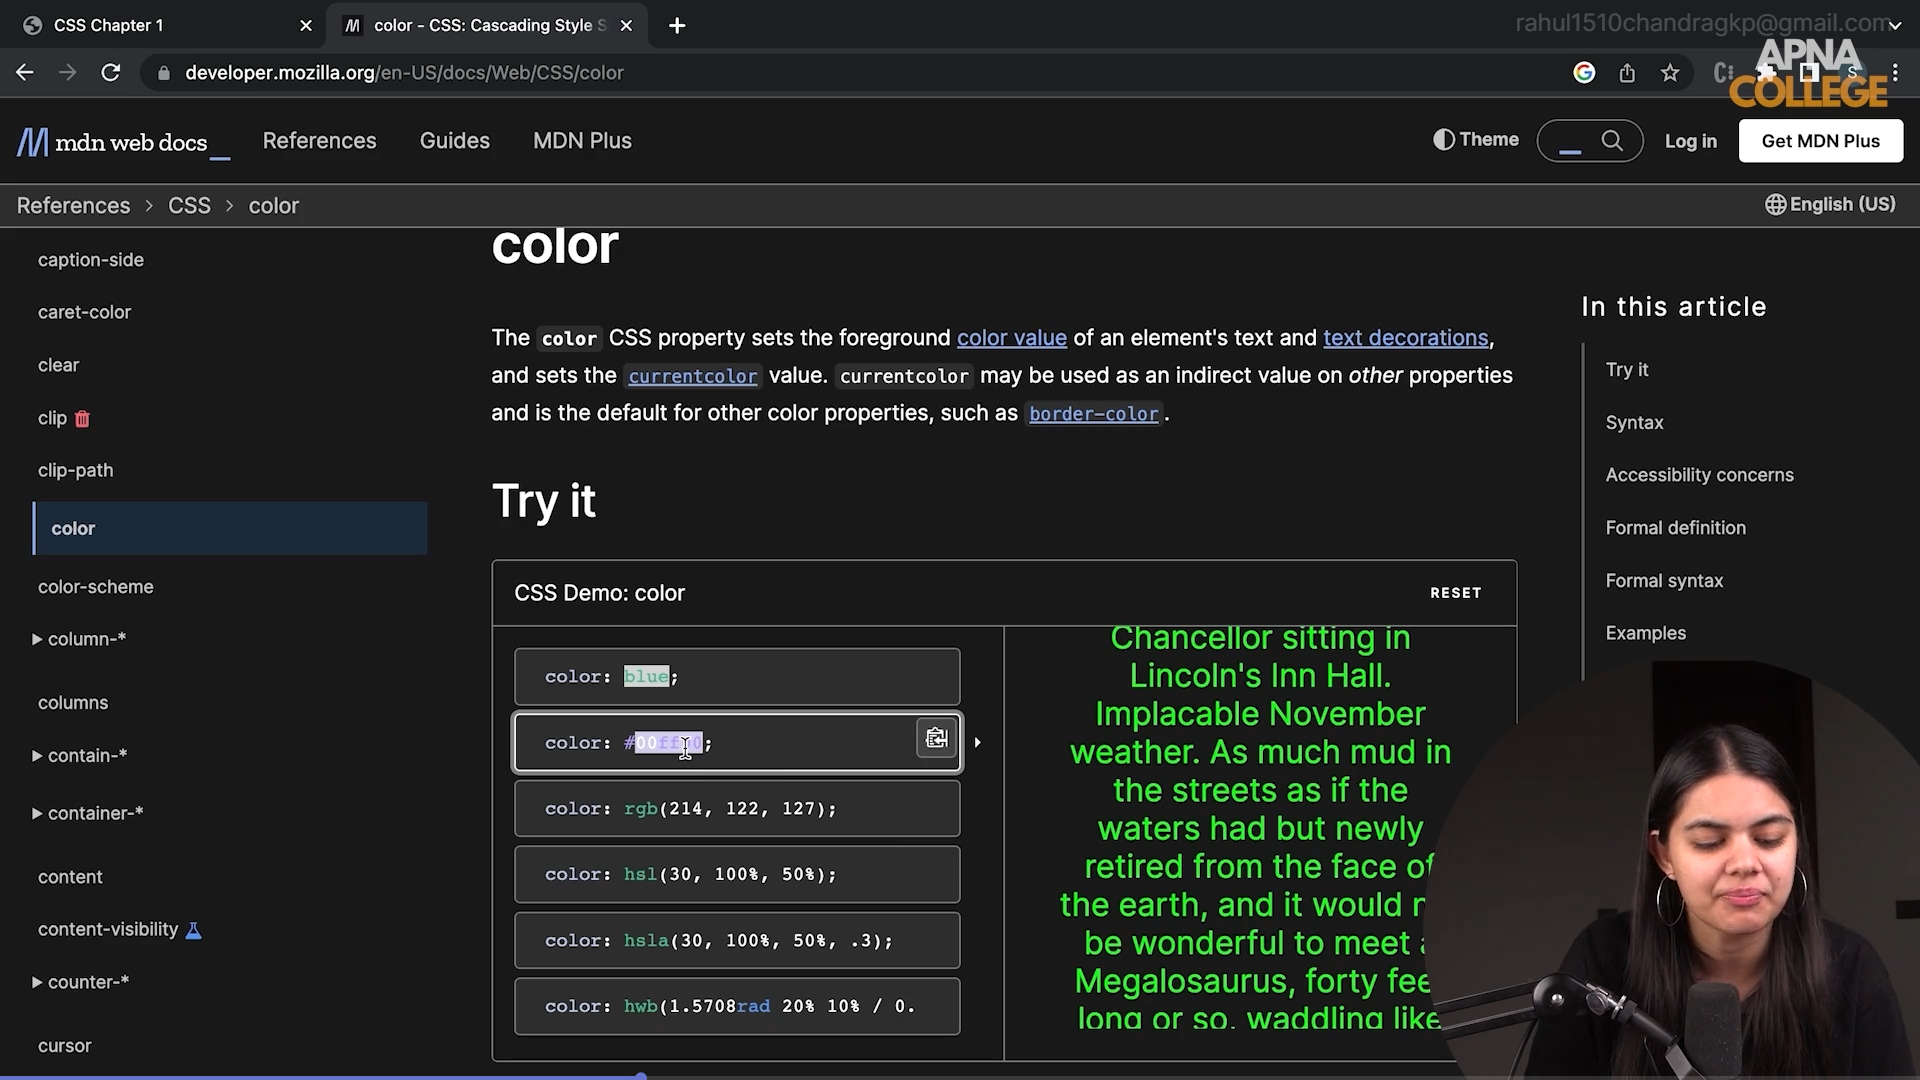 CSS Chapter 1
color - CSS: Cascading Style S
rahul1510chandragkp@gmail.com
developer.mozilla.org/en-US/docs/Web/CSS/color
APNA
COLLEGE
S
mdn web docs
References
Guides
MDN Plus
Theme
Log in
Get MDN Plus
References > CSS > color
English (US)
caption-side
caret-color
clear
clip
clip-path
color
color-scheme
column-*
columns
contain-*
container-*
content
content-visibility
counter-*
cursor
color
The color CSS property sets the foreground color value of an element's text and text decorations,
and sets the currentcolor value. currentcolor may be used as an indirect value on other properties
and is the default for other color properties, such as border-color.
Try it
CSS Demo: color
RESET
color: blue;
color: #00ff00;
color: rgb(214, 122, 127);
color: hsl(30, 100%, 50%);
color: hsla(30, 100%, 50%, .3);
color: hwb(1.5708rad 20% 10% / 0.
Chancellor sitting in
Lincoln's Inn Hall.
Implacable November
weather. As much mud in
the streets as if the
waters had but newly
retired from the face of
the earth, and it would
be wonderful to meet
Megalosaurus, forty fee
long or so, waddling like
In this article
Try it
Syntax
Accessibility concerns
Formal definition
Formal syntax
Examples